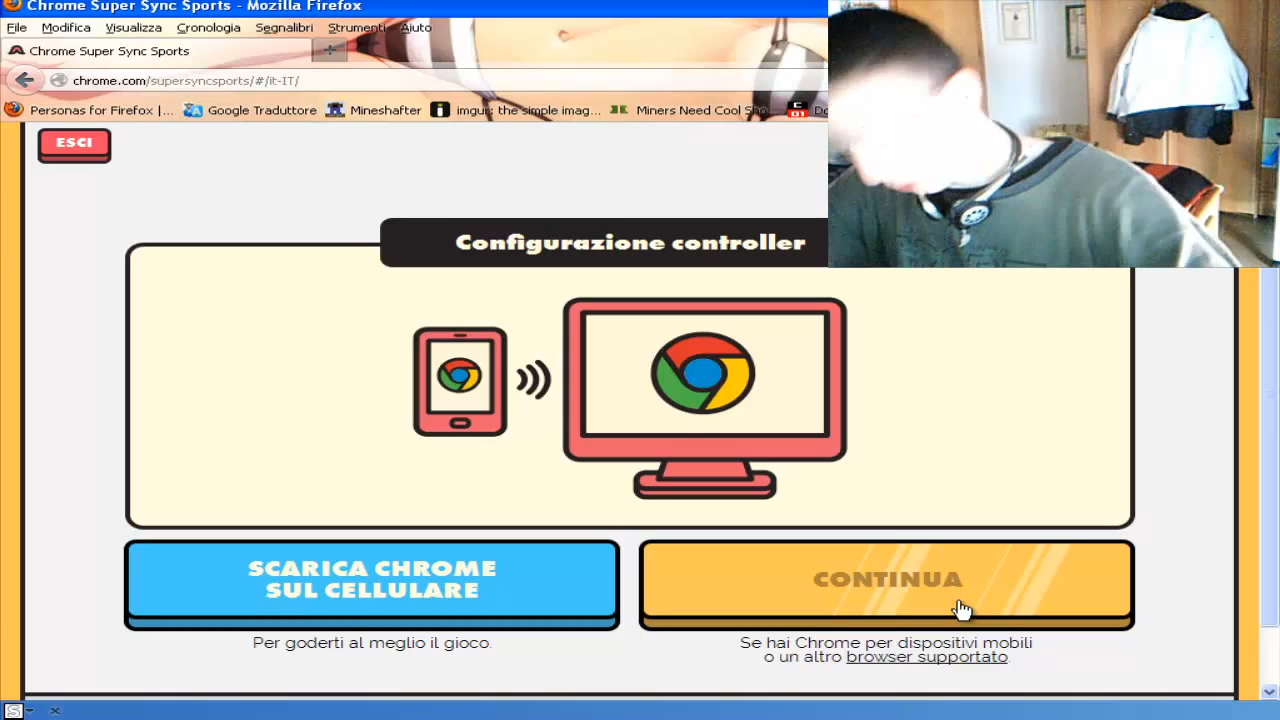 Chrome Super Sync Sports - Mozilla Firefox
File Modifica Visualizza Cronologia Segnalibri Strumenti Aiuto
Chrome Super Sync Sports
chrome.com/supersyncsports/#/it-IT/
Personas for Firefox |... Google Traduttore Mineshafter imgur: the simple imag... Miners Need Cool Sho...
ESCI
Configurazione controller
SCARICA CHROME
SUL CELLULARE
CONTINUA
Per goderti al meglio il gioco.
Se hai Chrome per dispositivi mobili
o un altro browser supportato.